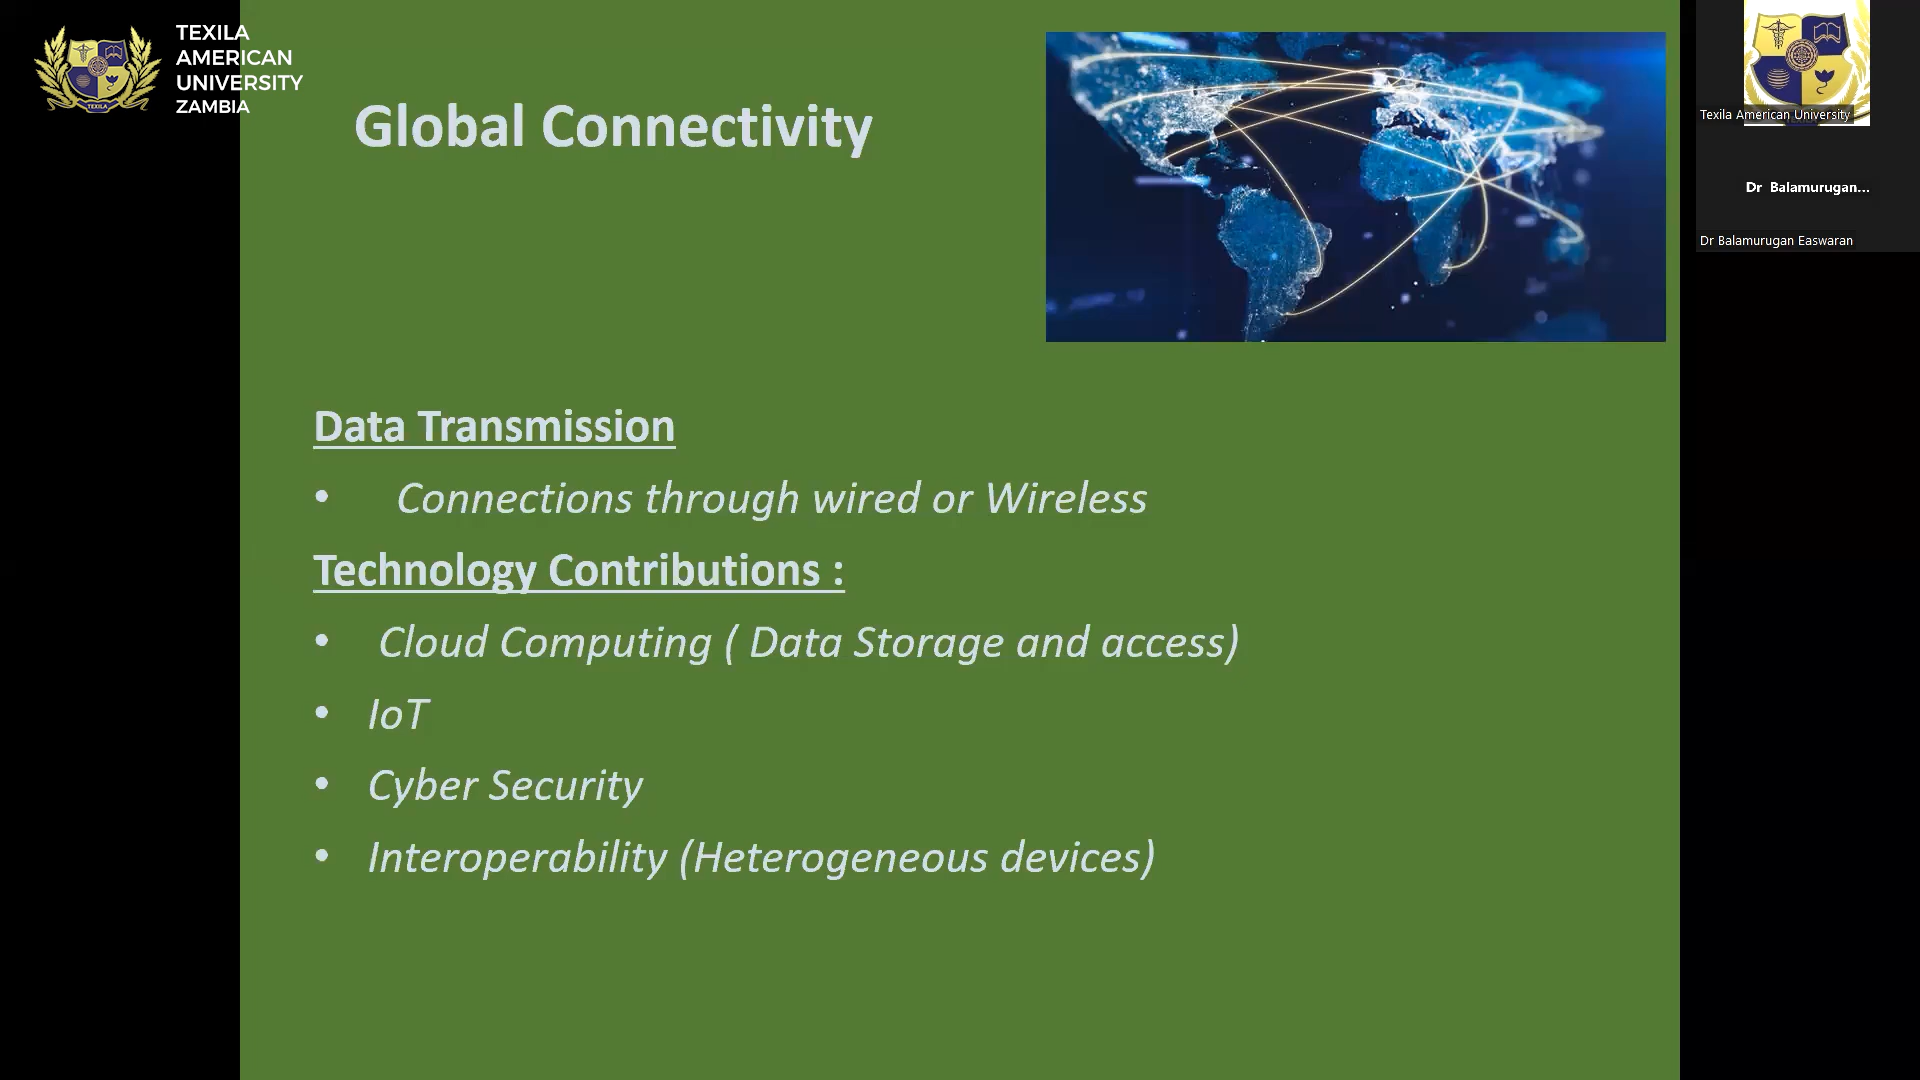 TEXILA
AMERICAN
UNIVERSITY
ZAMBIA
TEXILA
Global Connectivity
Data Transmission
• Connections through wired or Wireless
Technology Contributions :
• Cloud Computing ( Data Storage and access)
• IoT
• Cyber Security
• Interoperability (Heterogeneous devices)
Texila American University
Dr Balamurugan...
Dr Balamurugan Easwaran